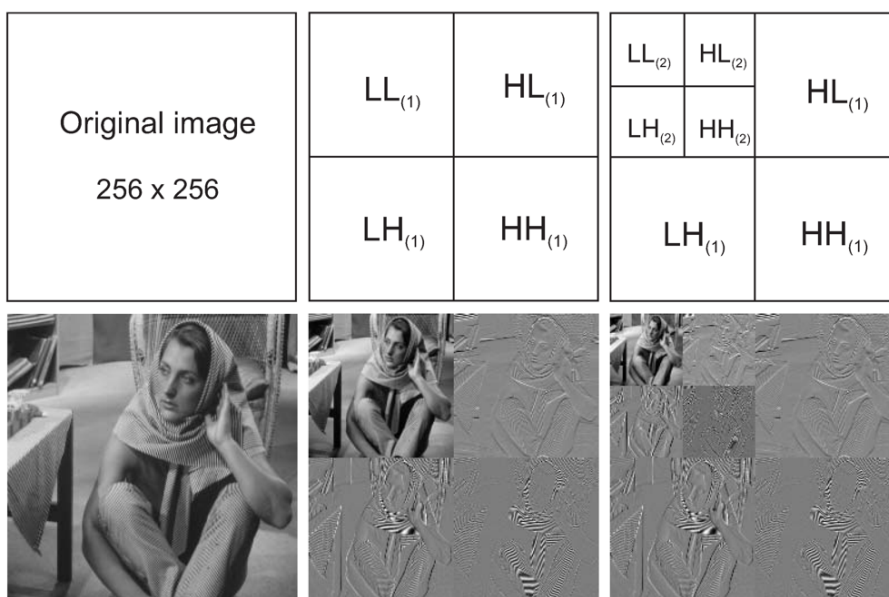 Original image
256 x 256
LL(1)
HL(1)
LH(1)
HH(1)
LL(2)
HL(2)
LH(2)
HH(2)
HL(1)
LH(1)
HH(1)